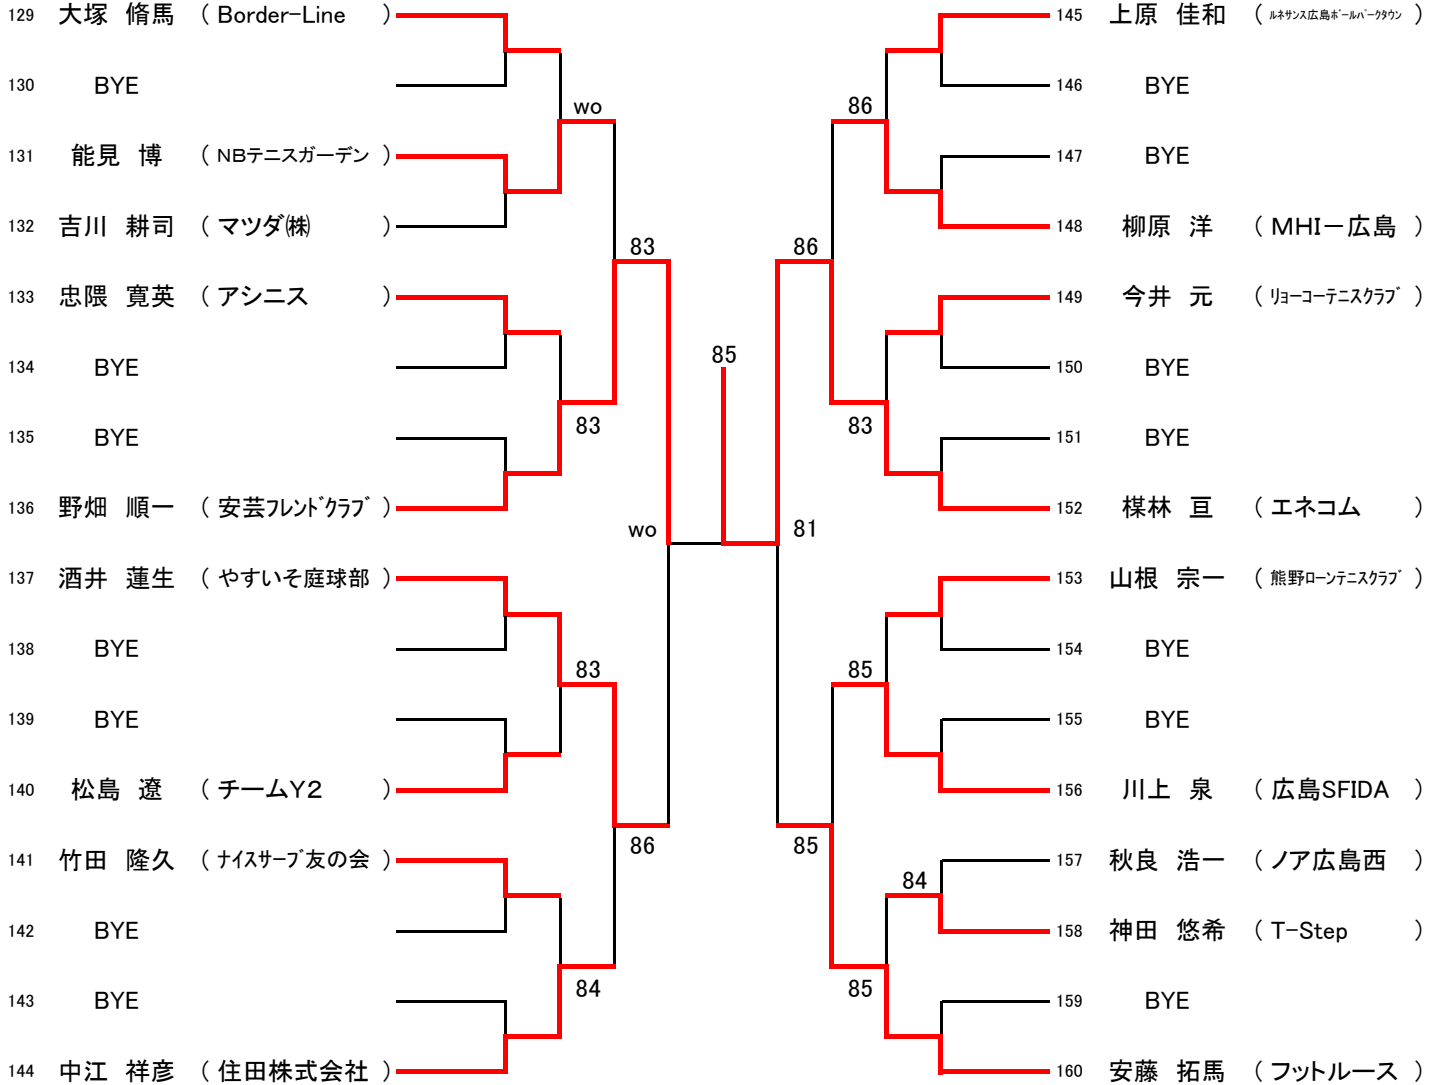 129 大塚 脩馬 ( Border-Line )
130 BYE
131 能見 博 ( NBテニスガーデン )
132 吉川 耕司 ( マツダ㈱ )
133 忠隈 寛英 ( アシニス )
134 BYE
135 BYE
136 野畑 順一 ( 安芸フレンドクラブ )
137 酒井 蓮生 ( やすいそ庭球部 )
138 BYE
139 BYE
140 松島 遼 ( チームY2 )
141 竹田 隆久 ( ナイスサーブ友の会 )
142 BYE
143 BYE
144 中江 祥彦 ( 住田株式会社 )
wo
83
83
wo
83
86
84
85
86
86
83
81
85
85
84
85
145 上原 佳和 ( ルネサンス広島ボールパークタウン )
146 BYE
147 BYE
148 柳原 洋 ( MHIー広島 )
149 今井 元 ( リョーコーテニスクラブ )
150 BYE
151 BYE
152 楳林 亘 ( エネコム )
153 山根 宗一 ( 熊野ローンテニスクラブ )
154 BYE
155 BYE
156 川上 泉 ( 広島SFIDA )
157 秋良 浩一 ( ノア広島西 )
158 神田 悠希 ( T-Step )
159 BYE
160 安藤 拓馬 ( フットルース )